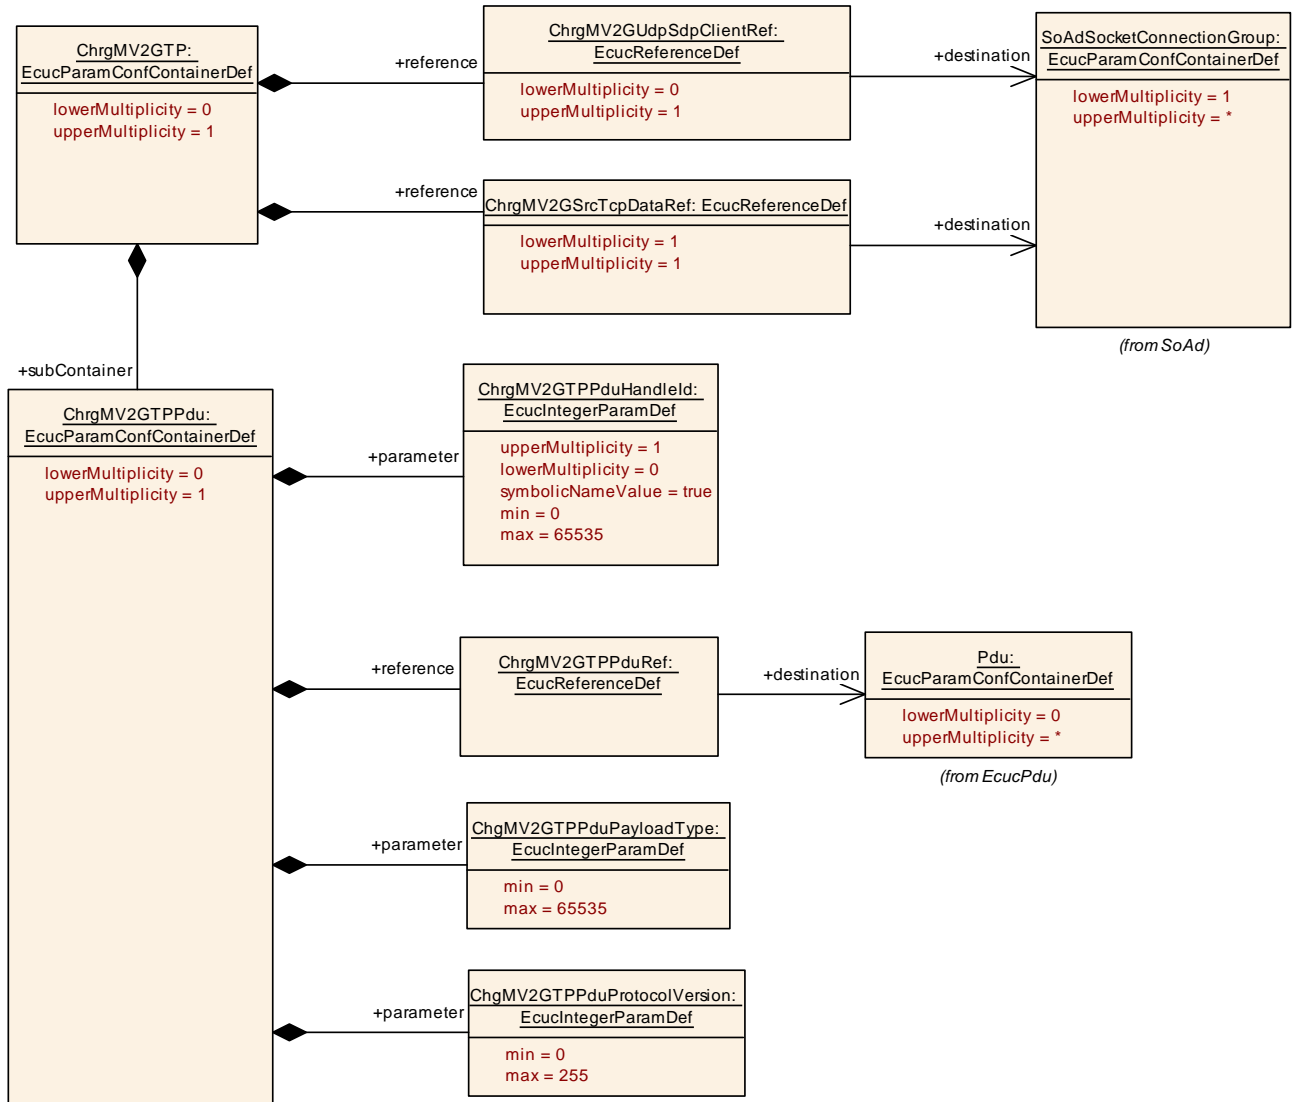 ChrgMV2GTP:
EcucParamConfContainerDef
lowerMultiplicity = 0
upperMultiplicity = 1
+reference
ChrgMV2GUdpSdpClientRef:
EcucReferenceDef
lowerMultiplicity = 0
upperMultiplicity = 1
+destination
SoAdSocketConnectionGroup:
EcucParamConfContainerDef
lowerMultiplicity = 1
upperMultiplicity = *
(from SoAd)
+reference
ChrgMV2GSrcTcpDataRef: EcucReferenceDef
lowerMultiplicity = 1
upperMultiplicity = 1
+destination
+subContainer
ChrgMV2GTPPdu:
EcucParamConfContainerDef
lowerMultiplicity = 0
upperMultiplicity = 1
+parameter
ChrgMV2GTPPduHandleId:
EcucIntegerParamDef
upperMultiplicity = 1
lowerMultiplicity = 0
symbolicNameValue = true
min = 0
max = 65535
+reference
ChrgMV2GTPPduRef:
EcucReferenceDef
+destination
Pdu:
EcucParamConfContainerDef
lowerMultiplicity = 0
upperMultiplicity = *
(from EcucPdu)
+parameter
ChgMV2GTPPduPayloadType:
EcucIntegerParamDef
min = 0
max = 65535
+parameter
ChgMV2GTPPduProtocolVersion:
EcucIntegerParamDef
min = 0
max = 255